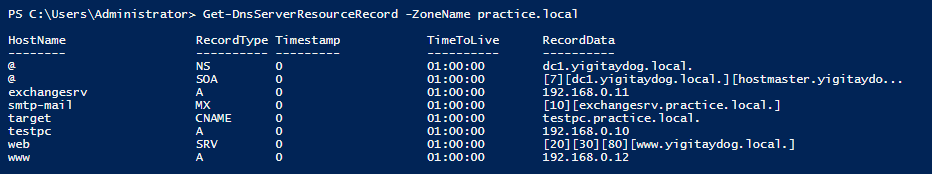 PS C:\Users\Administrator> Get-DnsServerResourceRecord -ZoneName practice.local
HostName RecordType Timestamp TimeToLive RecordData
-------- ---------- --------- ---------- ----------
@ NS 0 01:00:00 dc1.yigitaydog.local.
@ SOA 0 01:00:00 [7][dc1.yigitaydog.local.][hostmaster.yigitaydo...
exchangesrv A 0 01:00:00 192.168.0.11
smtp-mail MX 0 01:00:00 [10][exchangesrv.practice.local.]
target CNAME 0 01:00:00 testpc.practice.local.
testpc A 0 01:00:00 192.168.0.10
web SRV 0 01:00:00 [20][30][80][www.yigitaydog.local.]
www A 0 01:00:00 192.168.0.12